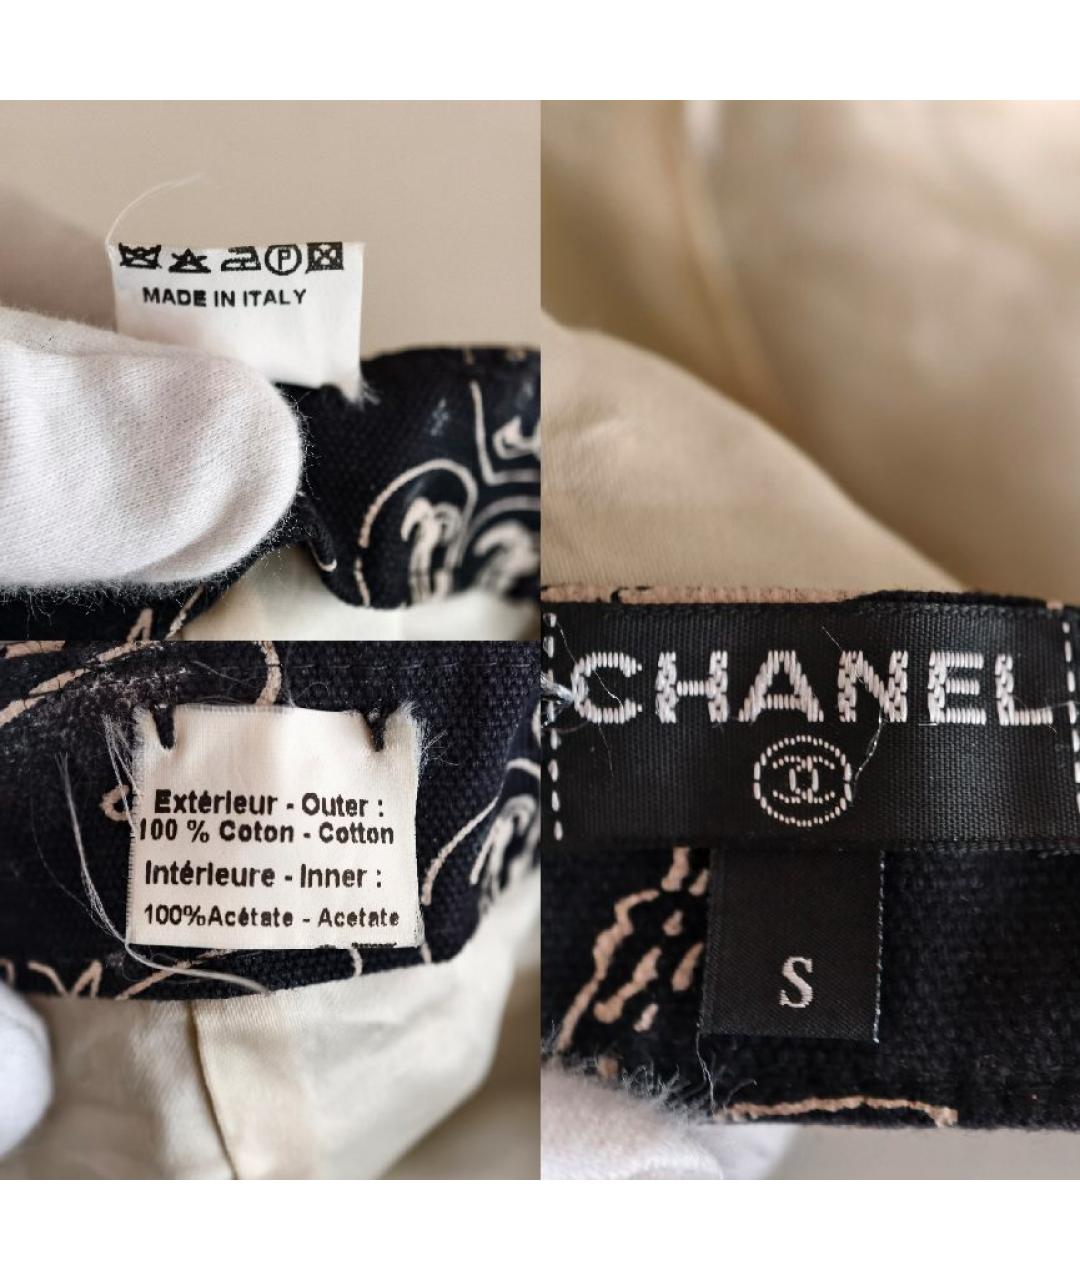 MADE IN ITALY
Extérieur - Outer :
100 % Coton - Cotton
Intérieure - Inner :
100%Acétate - Acetate
CHANEL
S